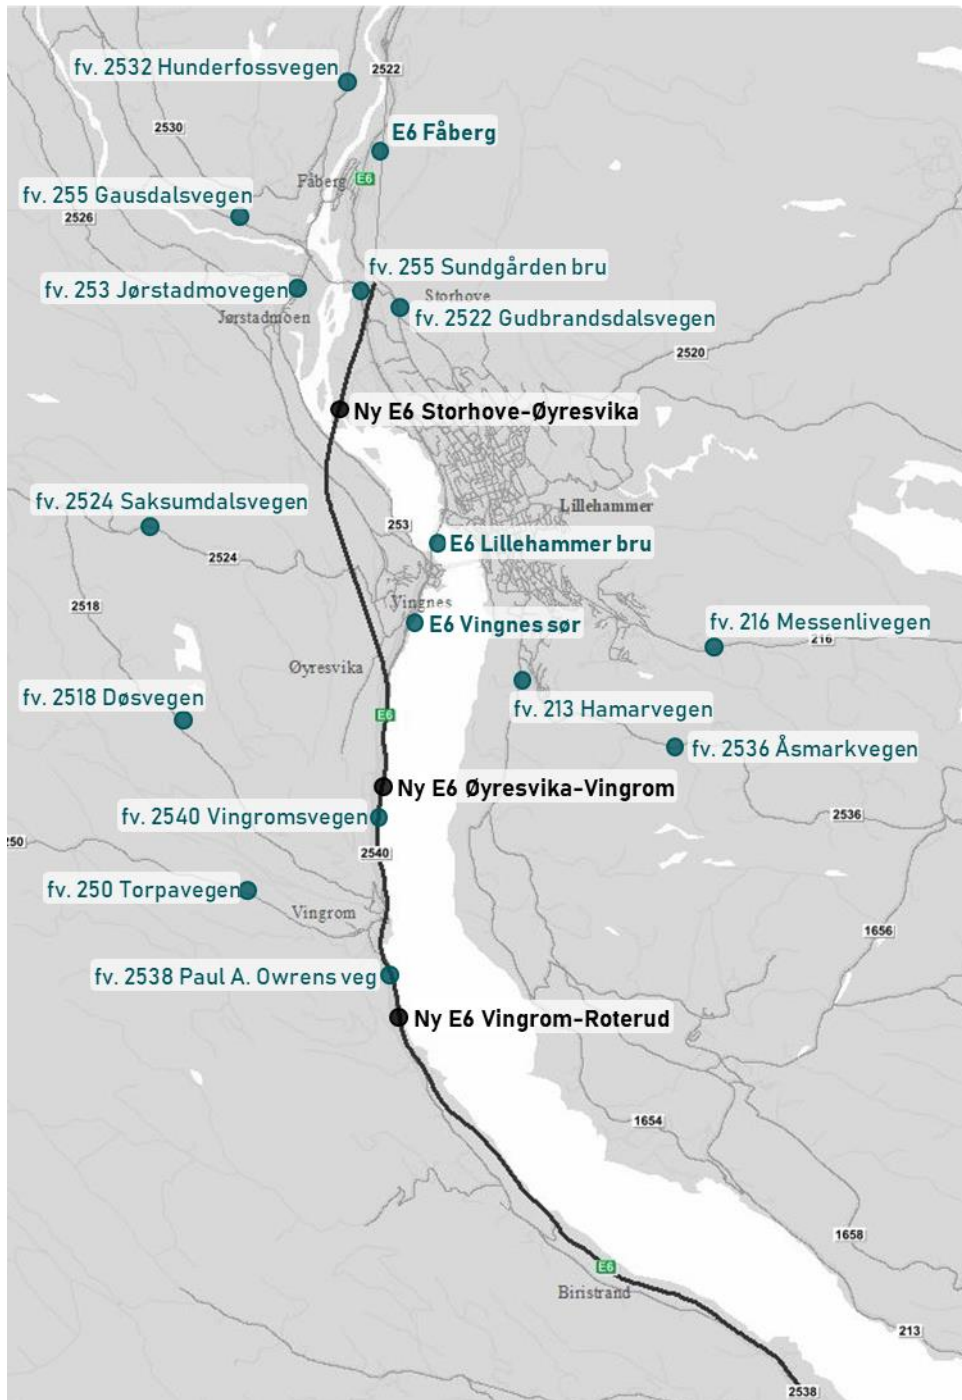 fv. 2532 Hunderfossvegen
2522
2530
E6 Fåberg
Fåberg
E6
fv. 255 Gausdalsvegen
2526
fv. 255 Sundgården bru
fv. 253 Jørstadmovegen
Storhove
Jørstadmoen
fv. 2522 Gudbrandsdalsvegen
2520
Ny E6 Storhove-Øyresvika
fv. 2524 Saksumdalsvegen
Lillehammer
253
E6 Lillehammer bru
2524
2518
Vingnes
E6 Vingnes sør
fv. 216 Messenlivegen
216
Øyresvika
fv. 2518 Døsvegen
fv. 213 Hamarvegen
E6
fv. 2536 Åsmarkvegen
Ny E6 Øyresvika-Vingrom
fv. 2540 Vingromsvegen
2536
250
2540
fv. 250 Torpavegen
Vingrom
1656
fv. 2538 Paul A. Owrens veg
Ny E6 Vingrom-Roterud
1654
1658
E6
Biristrand
213
2538